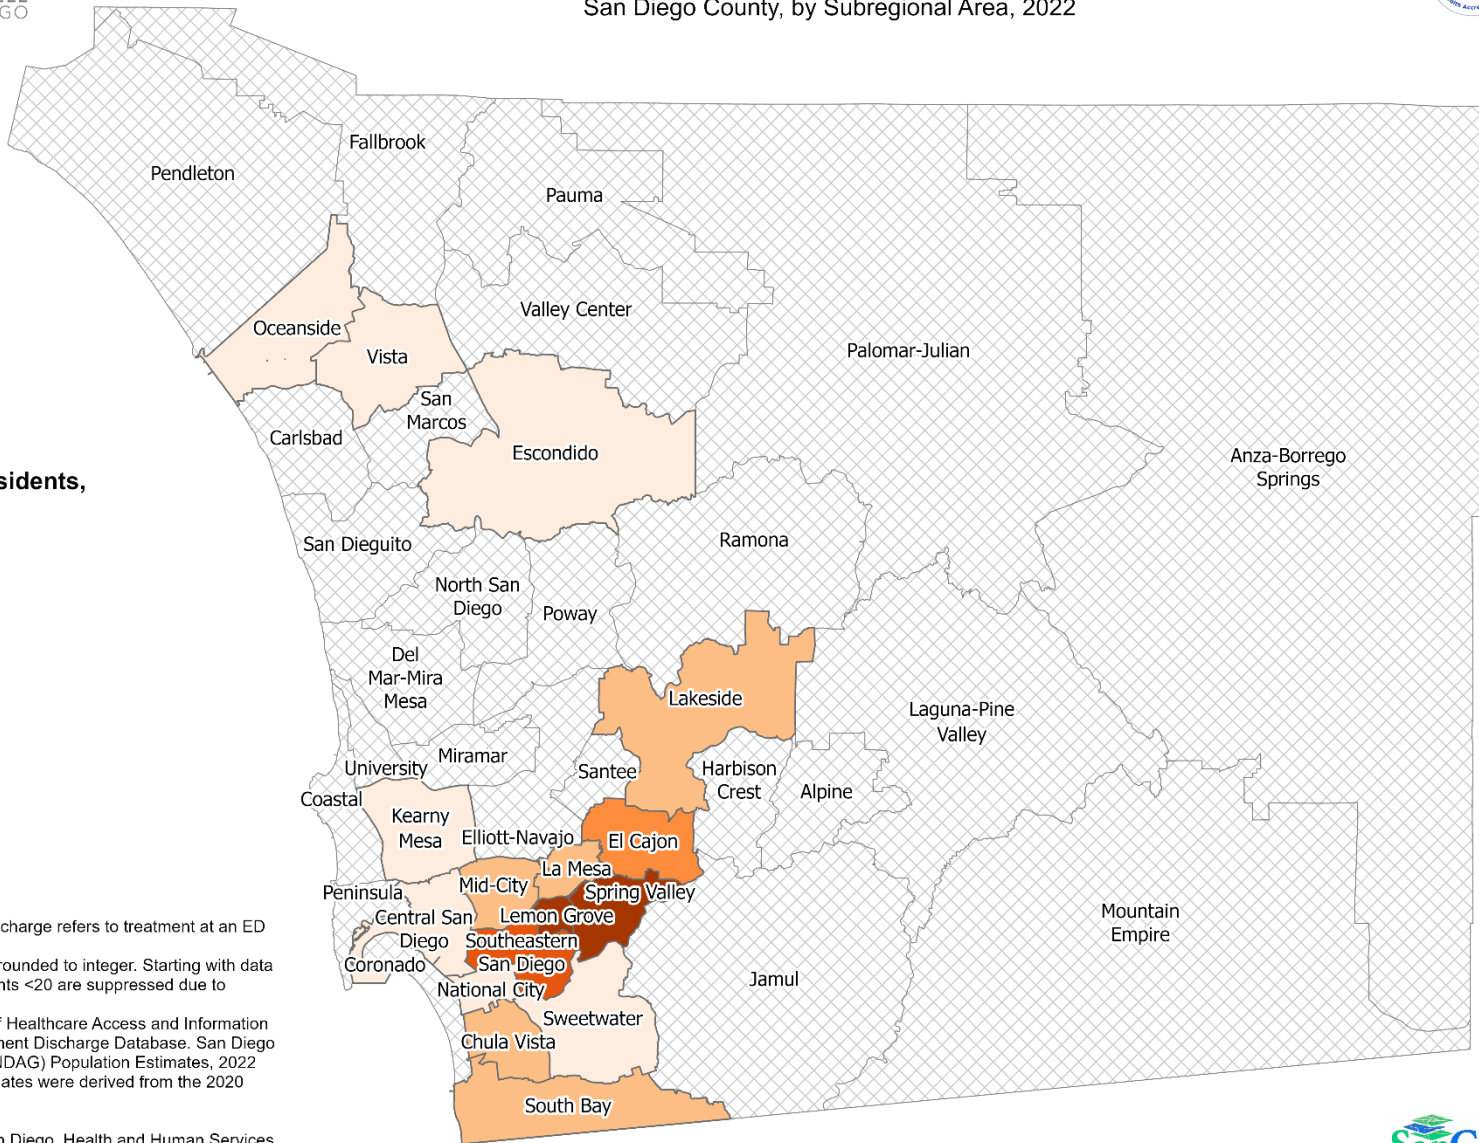 GO
San Diego County, by Subregional Area, 2022
Fallbrook
Pendleton
Pauma
Valley Center
Oceanside
Vista
Palomar-Julian
San
Marcos
Carlsbad
Escondido
Anza-Borrego
Springs
sidents,
San Dieguito
Ramona
North San
Diego
Poway
Del
Mar-Mira
Mesa
Lakeside
Laguna-Pine
Valley
Miramar
University
Santee
Harbison
Crest
Alpine
Coastal
Kearny
Mesa
Elliott-Navajo
El Cajon
La Mesa
Mid-City
Peninsula
Spring Valley
Central San
Diego
Lemon Grove
Mountain
Empire
Southeastern
San Diego
Coronado
Jamul
National City
Sweetwater
Chula Vista
South Bay
charge refers to treatment at an ED
rounded to integer. Starting with data
nts <20 are suppressed due to
f Healthcare Access and Information
nent Discharge Database. San Diego
NDAG) Population Estimates, 2022
ates were derived from the 2020
n Diego, Health and Human Services